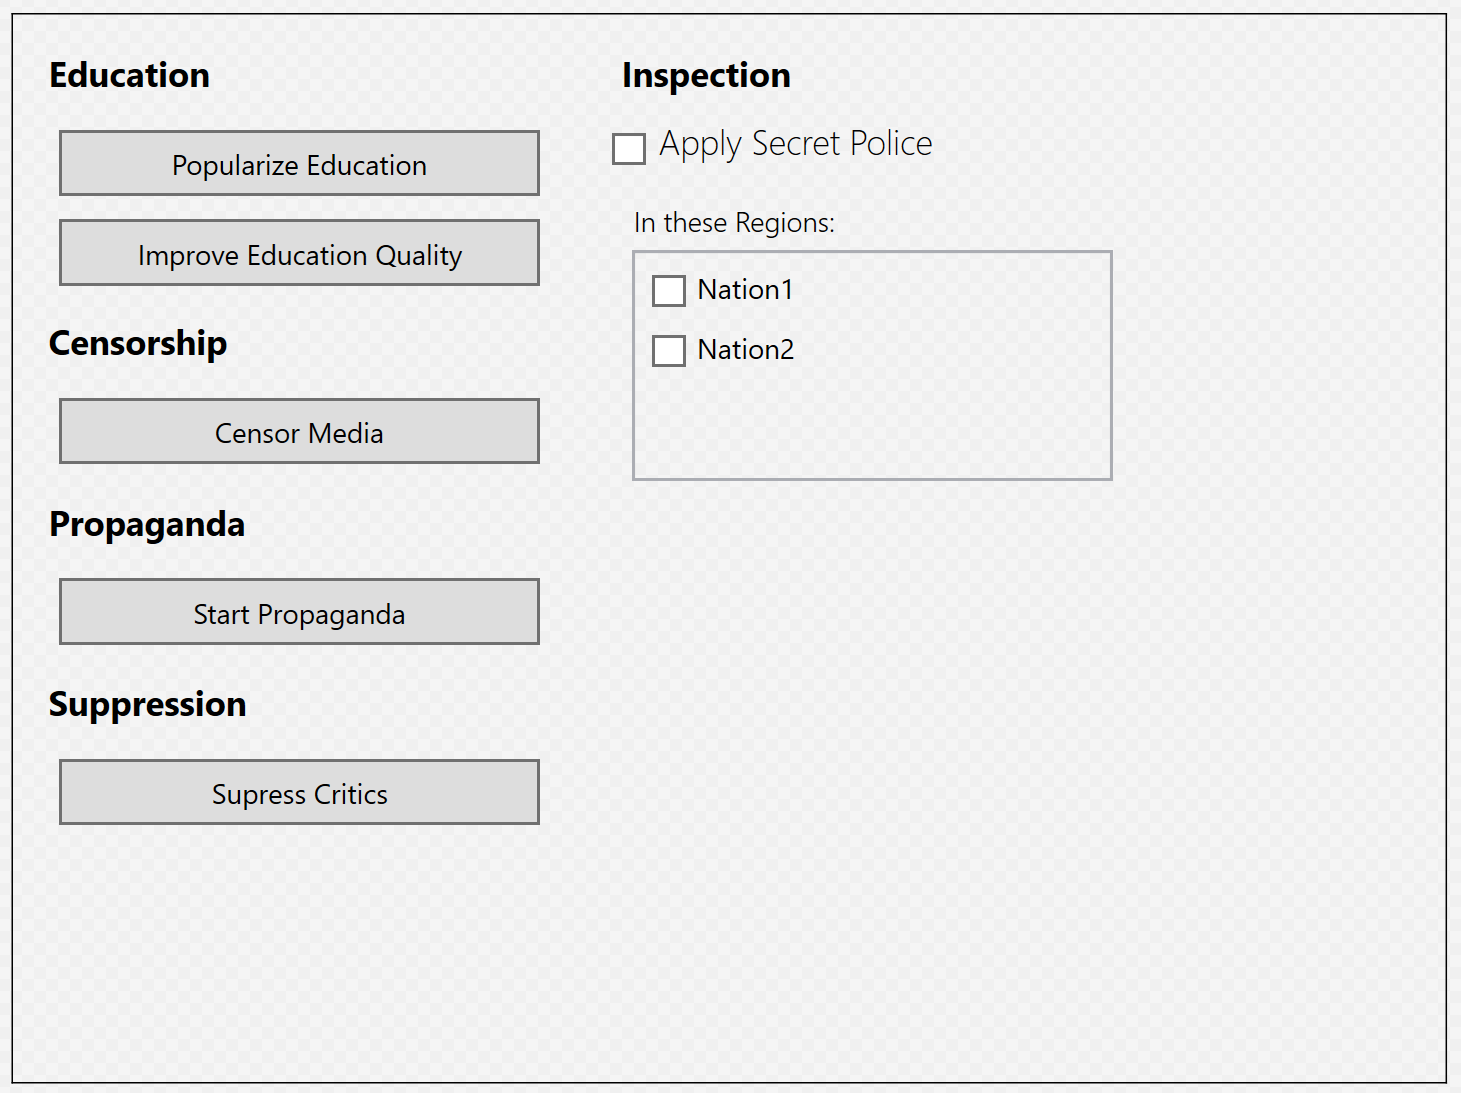 Education
Popularize Education
Improve Education Quality
Censorship
Censor Media
Propaganda
Start Propaganda
Suppression
Supress Critics
Inspection
Apply Secret Police
In these Regions:
Nation1
Nation2